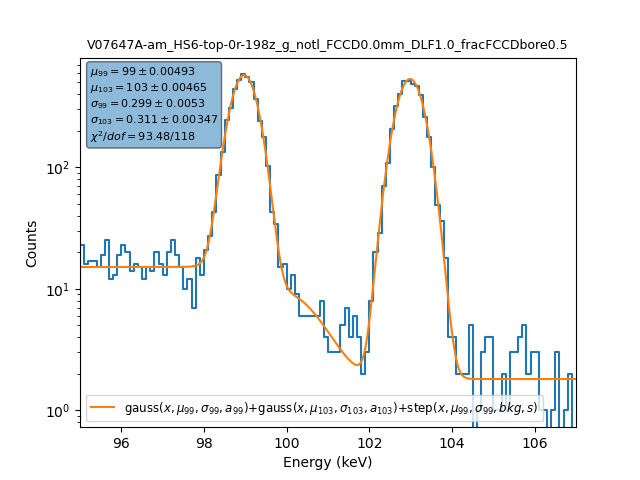 V07647A-am_HS6-top-0r-198z_g_notl_FCCD0.0mm_DLF1.0_fracFCCDbore0.5
μ₉₉ = 99 ± 0.00493
μ₁₀₃ = 103 ± 0.00465
σ₉₉ = 0.299 ± 0.0053
σ₁₀₃ = 0.311 ± 0.00347
χ²/dof = 93.48/118
10²
10¹
10⁰
Counts
gauss(x, μ₉₉, σ₉₉, a₉₉)+gauss(x, μ₁₀₃, σ₁₀₃, a₁₀₃)+step(x, μ₉₉, σ₉₉, bkg, s)
96 98 100 102 104 106
Energy (keV)